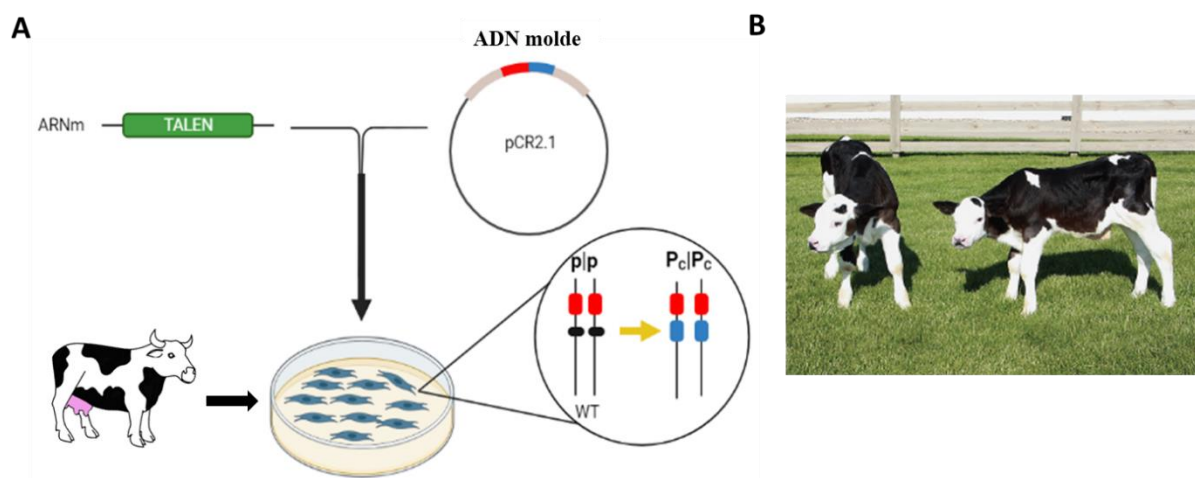 A
B
ADN molde
ARNm
TALEN
pCR2.1
p|p
Pc|Pc
WT